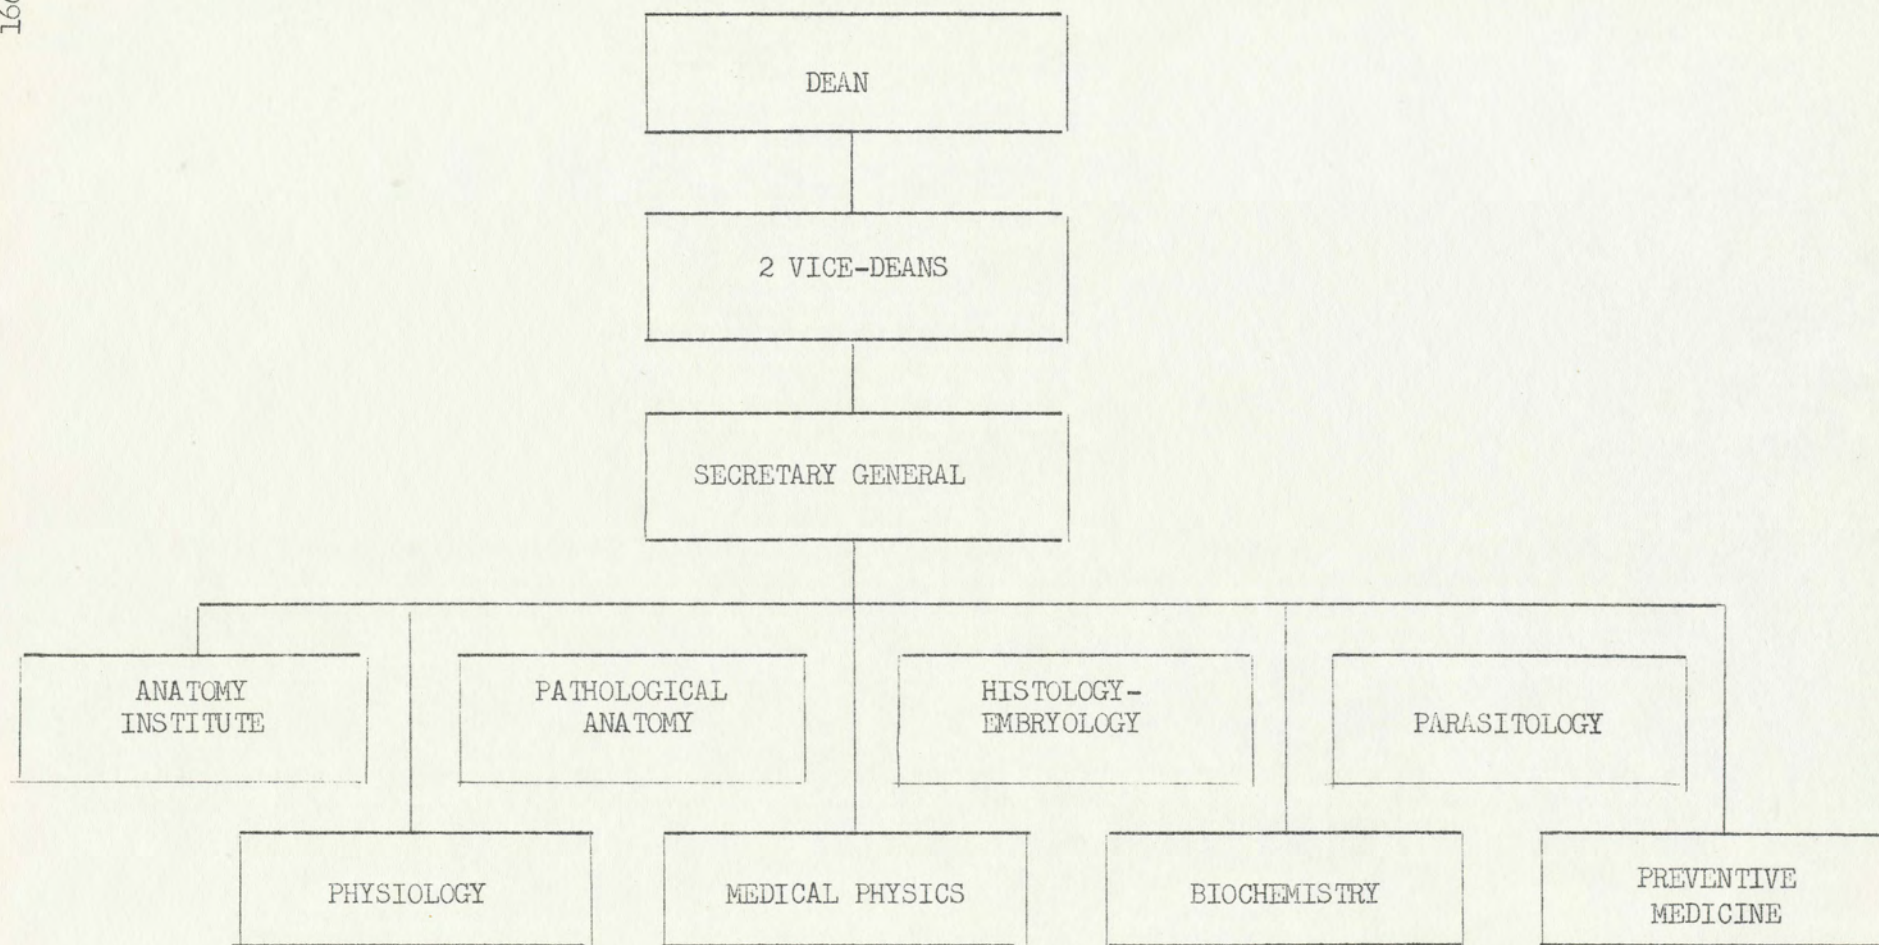 DEAN
2 VICE-DEANS
SECRETARY GENERAL
ANATOMY
INSTITUTE
PATHOLOGICAL
ANATOMY
HISTOLOGY-
EMBRYOLOGY
PARASITOLOGY
PHYSIOLOGY
MEDICAL PHYSICS
BIOCHEMISTRY
PREVENTIVE
MEDICINE